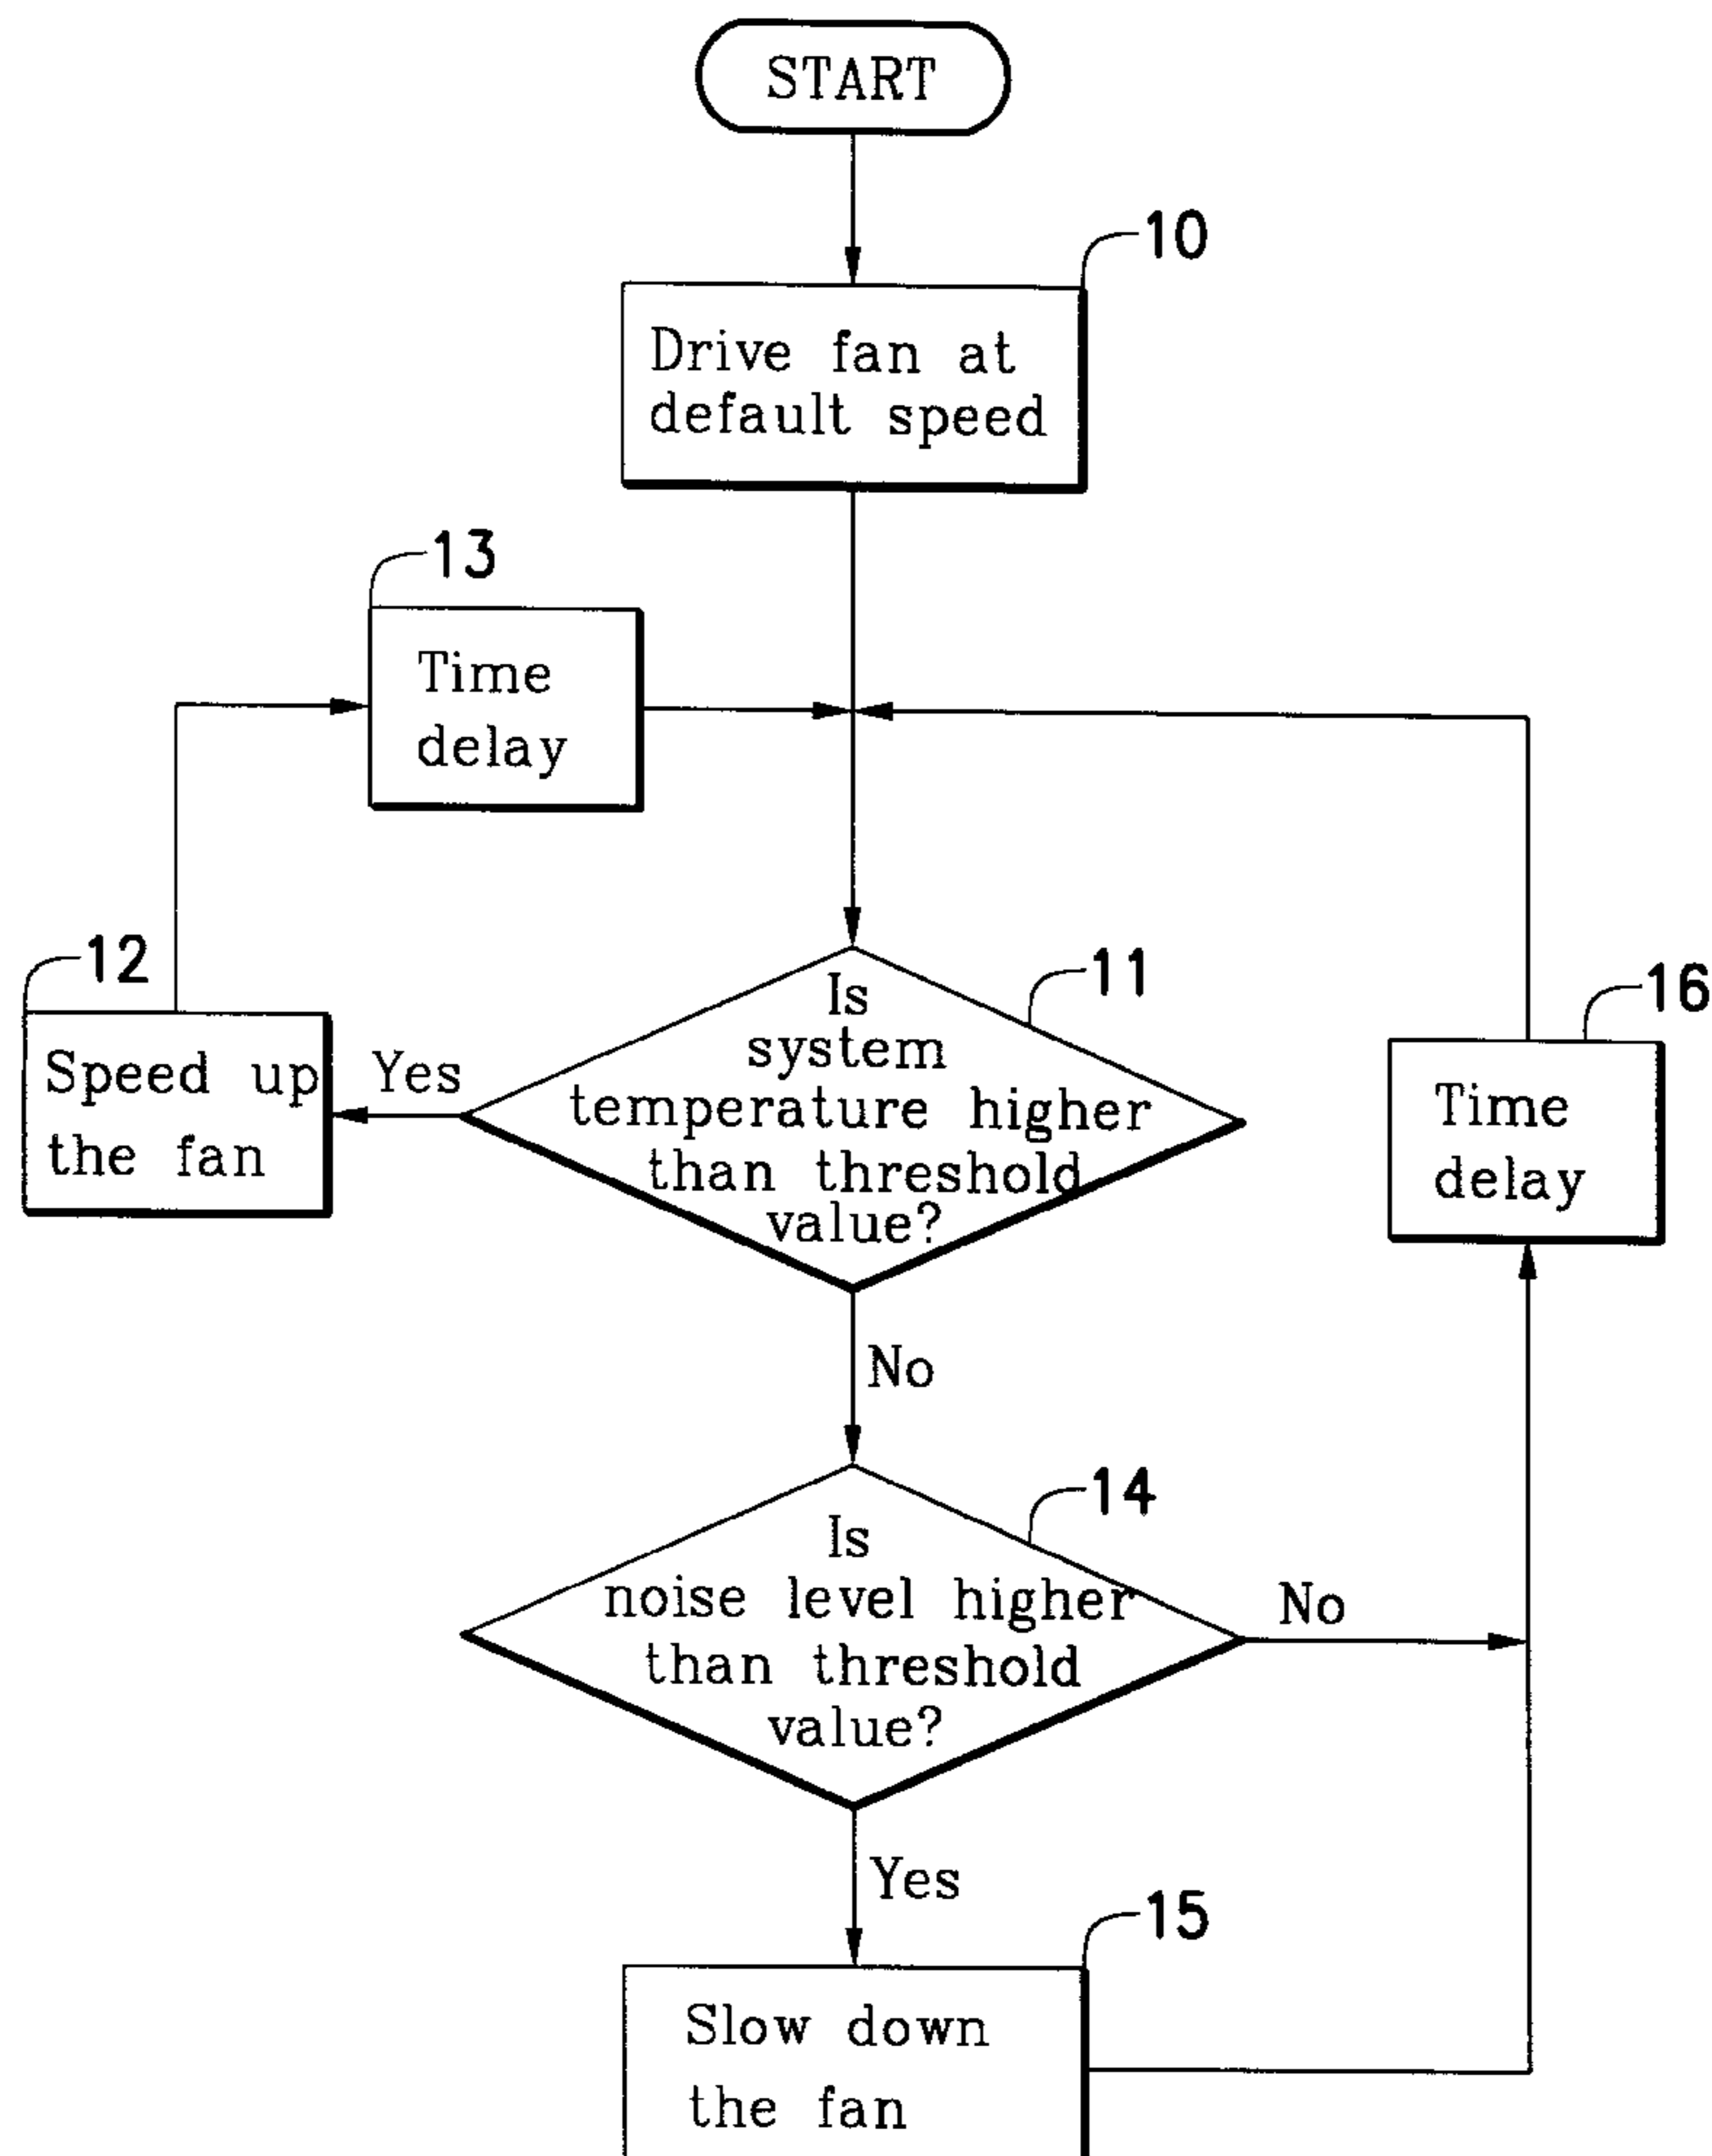 START
10
Drive fan at
default speed
13
Time
delay
12
Speed up
the fan
Yes
11
Is
system
temperature higher
than threshold
value?
16
Time
delay
No
14
Is
noise level higher
than threshold
value?
No
Yes
15
Slow down
the fan